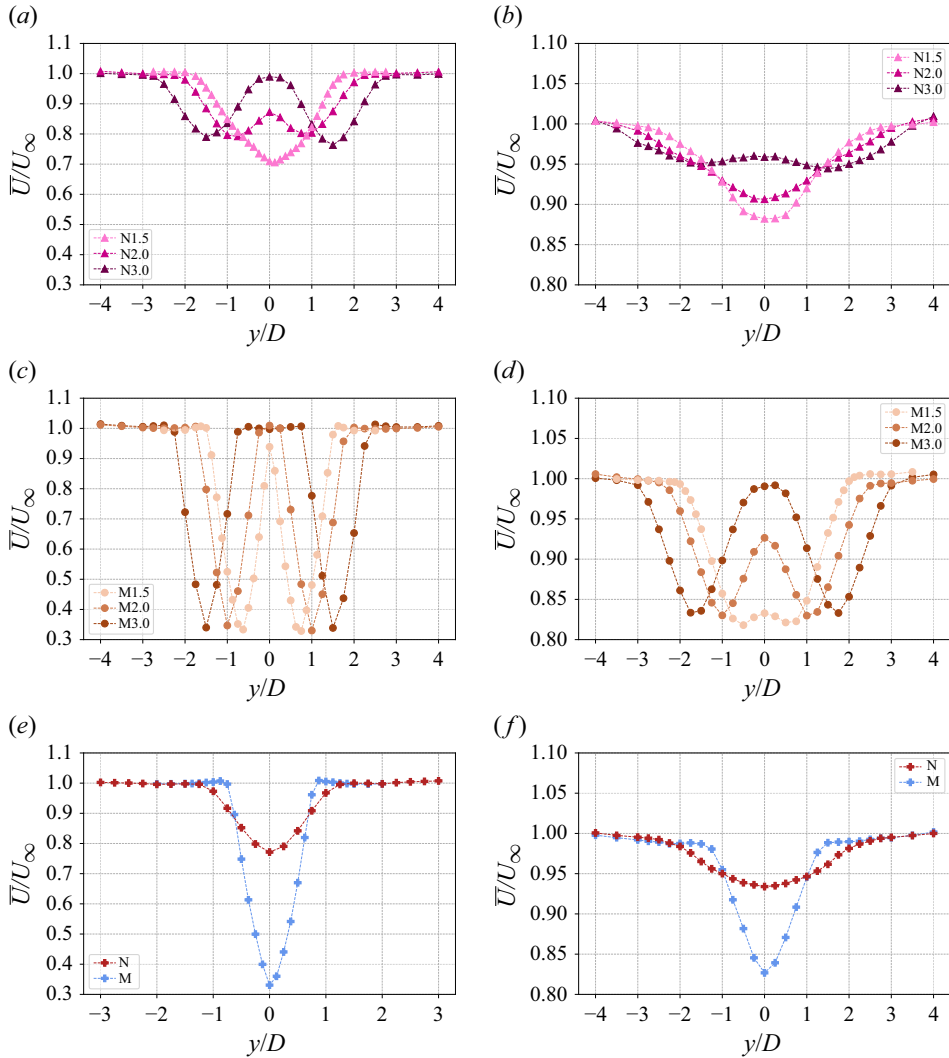 (a)
(b)
1.1
1.0
0.9
0.8
0.7
0.6
0.5
0.4
0.3
U̅/U∞
N1.5
N2.0
N3.0
−4 −3 −2 −1 0 1 2 3 4
y/D
1.10
1.05
1.00
0.95
0.90
0.85
0.80
U̅/U∞
N1.5
N2.0
N3.0
−4 −3 −2 −1 0 1 2 3 4
y/D
(c)
(d)
1.1
1.0
0.9
0.8
0.7
0.6
0.5
0.4
0.3
U̅/U∞
M1.5
M2.0
M3.0
−4 −3 −2 −1 0 1 2 3 4
y/D
1.10
1.05
1.00
0.95
0.90
0.85
0.80
U̅/U∞
M1.5
M2.0
M3.0
−4 −3 −2 −1 0 1 2 3 4
y/D
(e)
(f)
1.1
1.0
0.9
0.8
0.7
0.6
0.5
0.4
0.3
U̅/U∞
N
M
−3 −2 −1 0 1 2 3
y/D
1.10
1.05
1.00
0.95
0.90
0.85
0.80
U̅/U∞
N
M
−4 −3 −2 −1 0 1 2 3 4
y/D